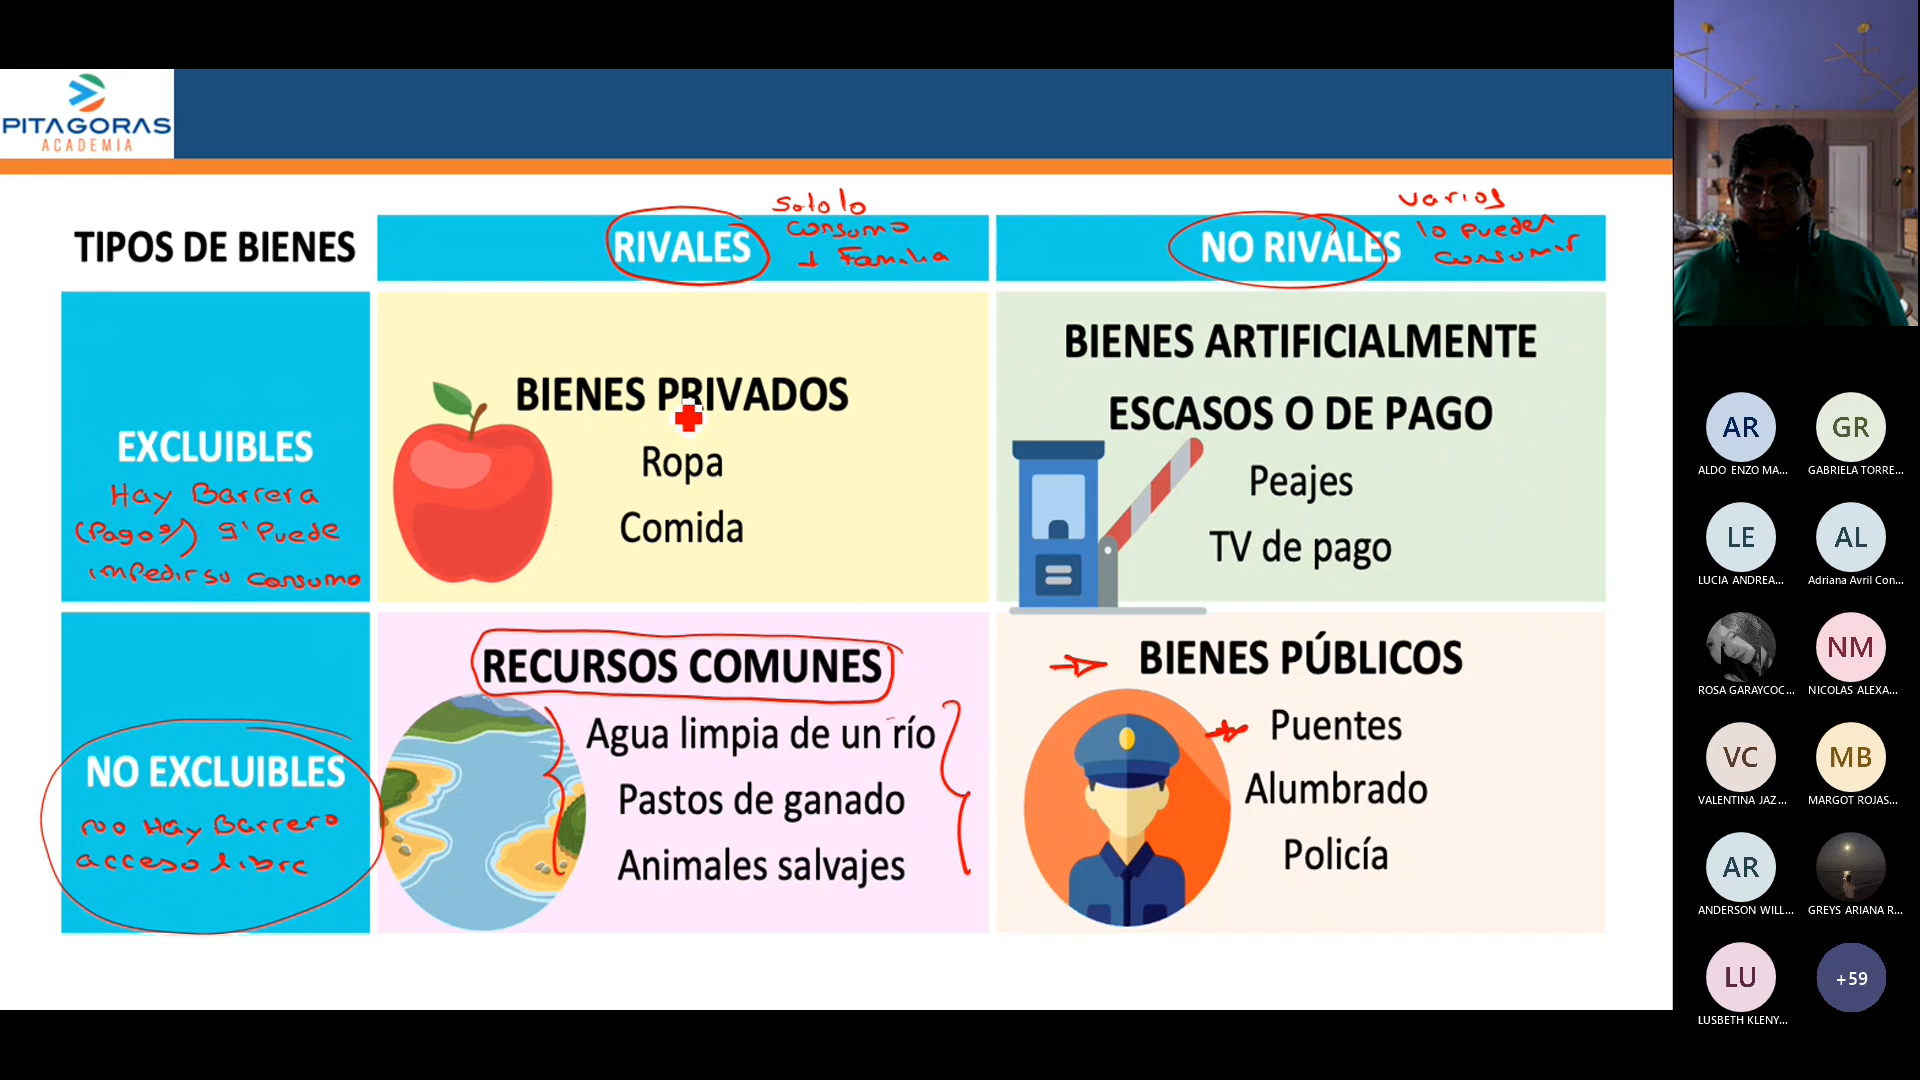 PITAGORAS
ACADEMIA
TIPOS DE BIENES
RIVALES
solo lo
consumo
1 Familia
NO RIVALES
varios
lo pueden
consumir
EXCLUIBLES
Hay Barrera
(Pagos)
Puede
impedir su consumo
BIENES PRIVADOS
Ropa
Comida
BIENES ARTIFICIALMENTE
ESCASOS O DE PAGO
Peajes
TV de pago
NO EXCLUIBLES
no Hay Barrera
acceso libre
RECURSOS COMUNES
Agua limpia de un río
Pastos de ganado
Animales salvajes
BIENES PÚBLICOS
Puentes
Alumbrado
Policía
AR
ALDO ENZO MA...
GR
GABRIELA TORRE...
LE
LUCIA ANDREA...
AL
Adriana Avril Con...
ROSA GARAYCOC...
NM
NICOLAS ALEXA...
VC
VALENTINA JAZ...
MB
MARGOT ROJAS...
AR
ANDERSON WILL...
GREYS ARIANA R...
LU
LUSBETH KLENY...
+59